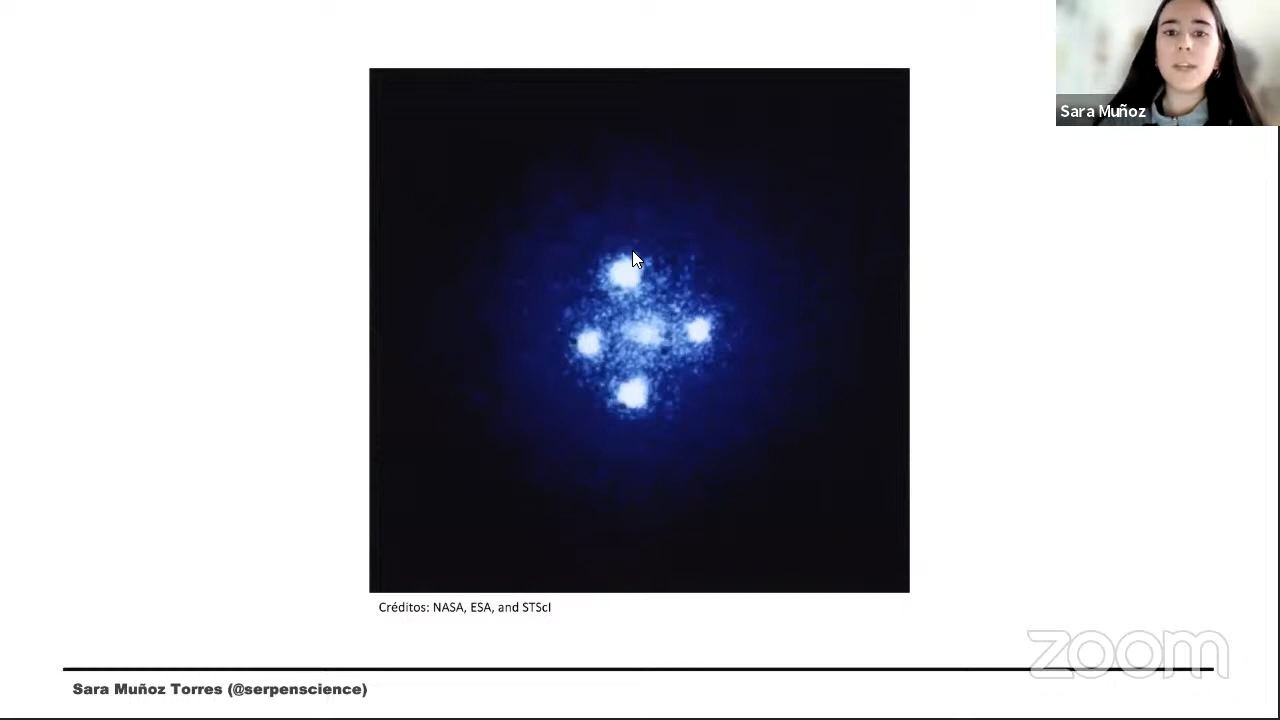 Sara Muñoz
Créditos: NASA, ESA, and STScI
zoom
Sara Muñoz Torres (@serpenscience)